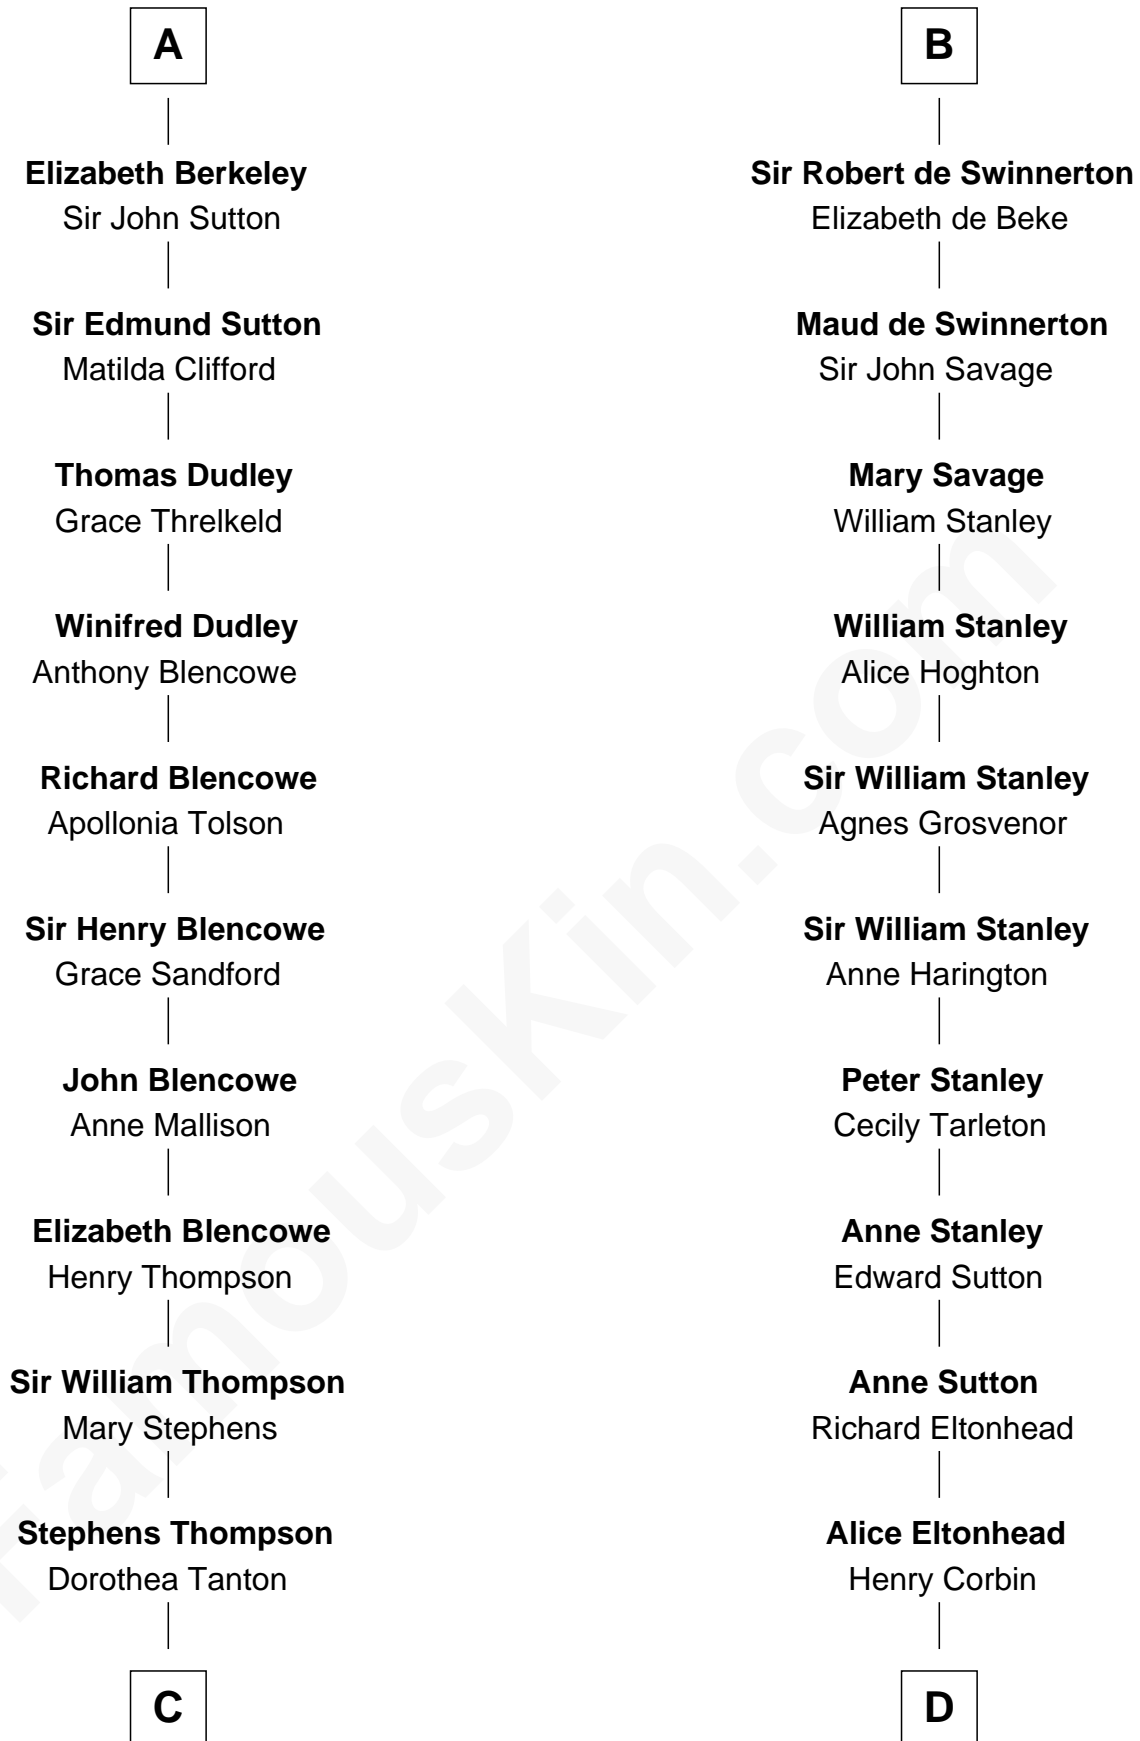 A
Elizabeth Berkeley
Sir John Sutton
Sir Edmund Sutton
Matilda Clifford
Thomas Dudley
Grace Threlkeld
Winifred Dudley
Anthony Blencowe
Richard Blencowe
Apollonia Tolson
Sir Henry Blencowe
Grace Sandford
John Blencowe
Anne Mallison
Elizabeth Blencowe
Henry Thompson
Sir William Thompson
Mary Stephens
Stephens Thompson
Dorothea Tanton
C
B
Sir Robert de Swinnerton
Elizabeth de Beke
Maud de Swinnerton
Sir John Savage
Mary Savage
William Stanley
William Stanley
Alice Hoghton
Sir William Stanley
Agnes Grosvenor
Sir William Stanley
Anne Harington
Peter Stanley
Cecily Tarleton
Anne Stanley
Edward Sutton
Anne Sutton
Richard Eltonhead
Alice Eltonhead
Henry Corbin
D
FamousKin.com